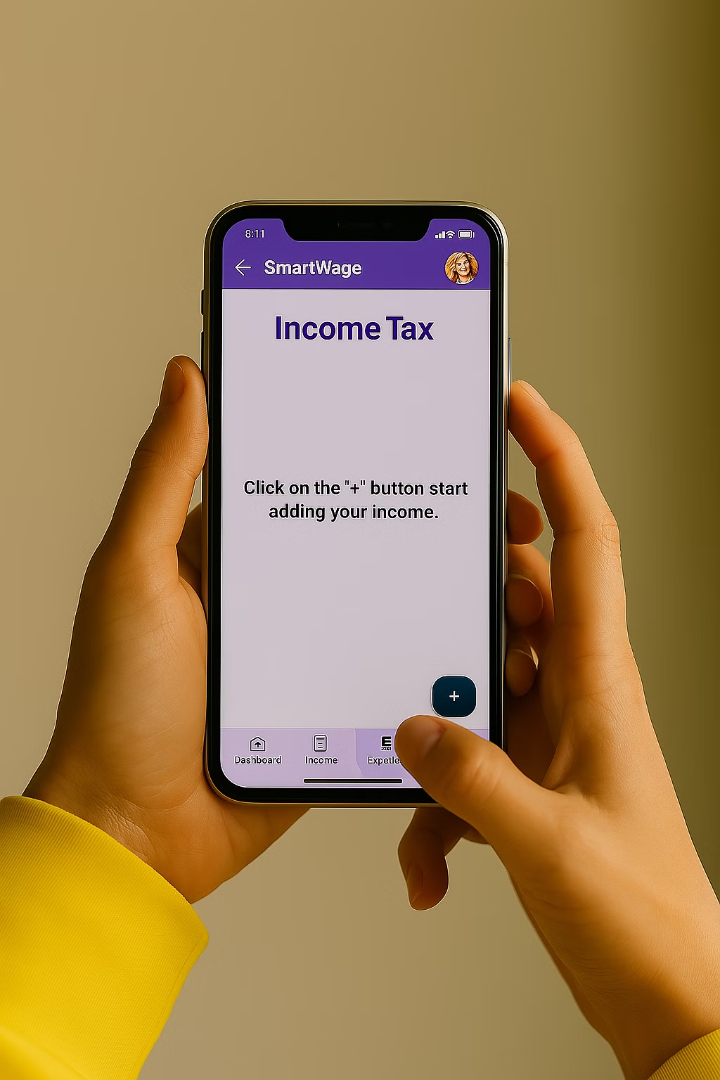 8:11
SmartWage
Income Tax
Click on the "+" button start
adding your income.
+
Dashboard
Income